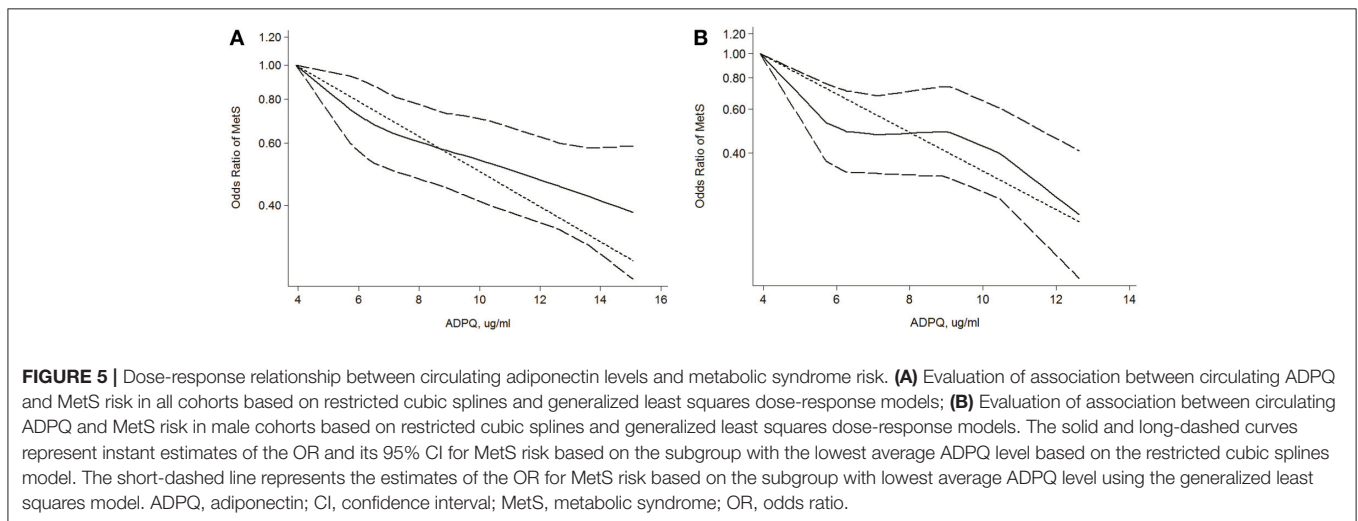 A
1.20
1.00
0.80
0.60
0.40
Odds Ratio of MetS
4 6 8 10 12 14 16
ADPQ, ug/ml
B
1.20
1.00
0.80
0.60
0.40
Odds Ratio of MetS
4 6 8 10 12 14
ADPQ, ug/ml
FIGURE 5 | Dose-response relationship between circulating adiponectin levels and metabolic syndrome risk. (A) Evaluation of association between circulating ADPQ
and MetS risk in all cohorts based on restricted cubic splines and generalized least squares dose-response models; (B) Evaluation of association between circulating
ADPQ and MetS risk in male cohorts based on restricted cubic splines and generalized least squares dose-response models. The solid and long-dashed curves
represent instant estimates of the OR and its 95% CI for MetS risk based on the subgroup with the lowest average ADPQ level based on the restricted cubic splines
model. The short-dashed line represents the estimates of the OR for MetS risk based on the subgroup with lowest average ADPQ level using the generalized least
squares model. ADPQ, adiponectin; CI, confidence interval; MetS, metabolic syndrome; OR, odds ratio.